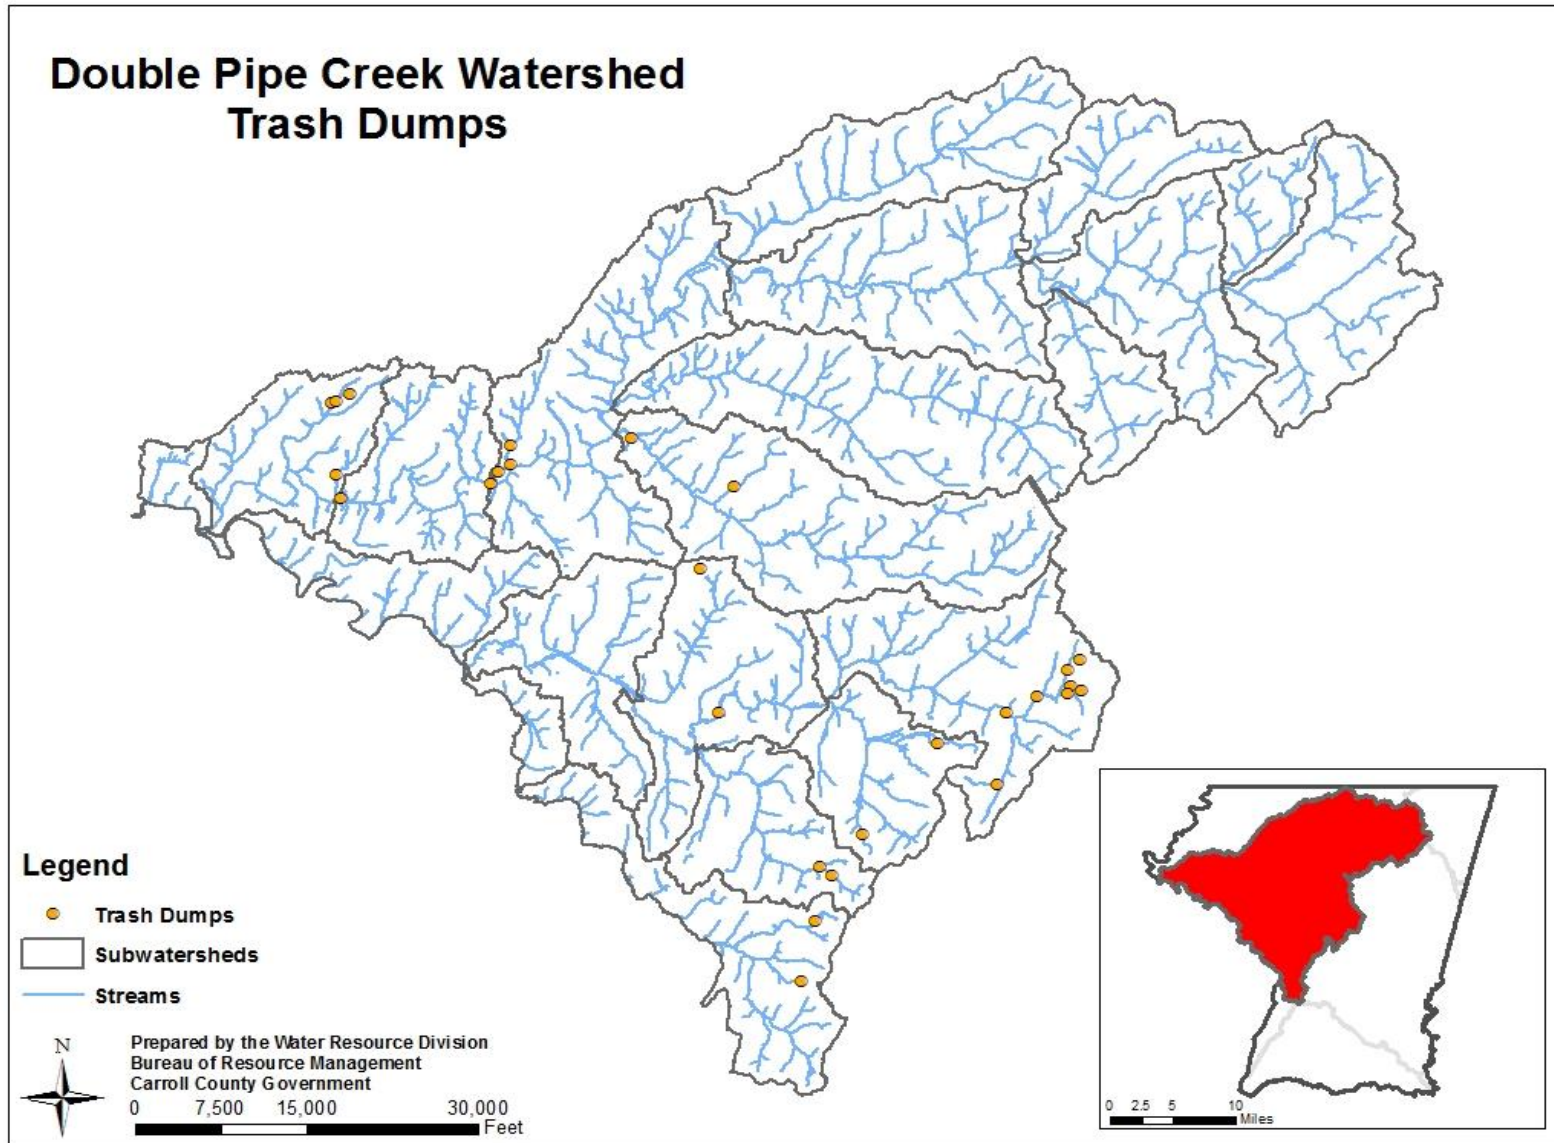 Double Pipe Creek Watershed
Trash Dumps
Legend
Trash Dumps
Subwatersheds
Streams
N
Prepared by the Water Resource Division
Bureau of Resource Management
Carroll County Government
0 7,500 15,000 30,000
Feet
0 2.5 5 10
Miles